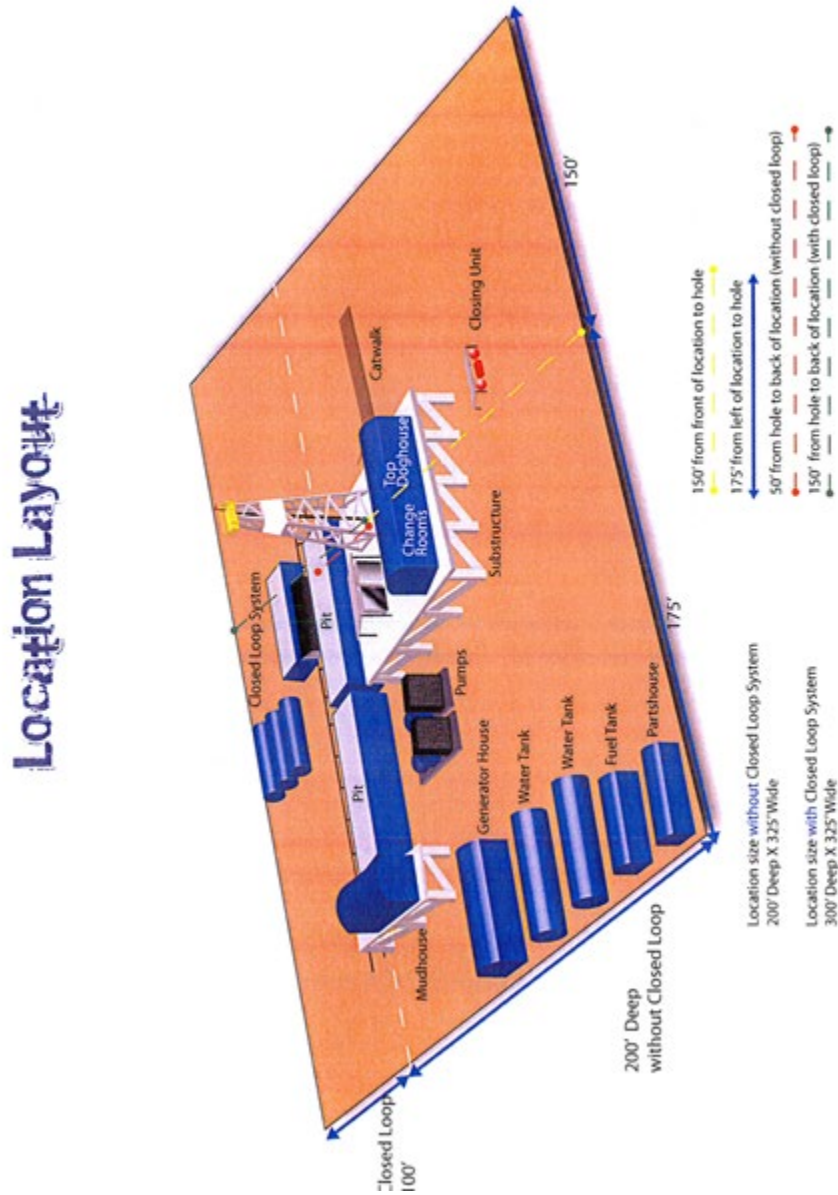 Location Layout
Closed Loop System
Pit
Pit
Top
Doghouse
Change
Rooms
Catwalk
Closing Unit
Substructure
Pumps
Generator House
Water Tank
Water Tank
Fuel Tank
Partshouse
Mudhouse
Closed Loop
100'
200' Deep
without Closed Loop
175'
150'
150' from front of location to hole
175' from left of location to hole
50' from hole to back of location (without closed loop)
150' from hole to back of location (with closed loop)
Location size without Closed Loop System
200' Deep X 325' Wide
Location size with Closed Loop System
300' Deep X 325' Wide